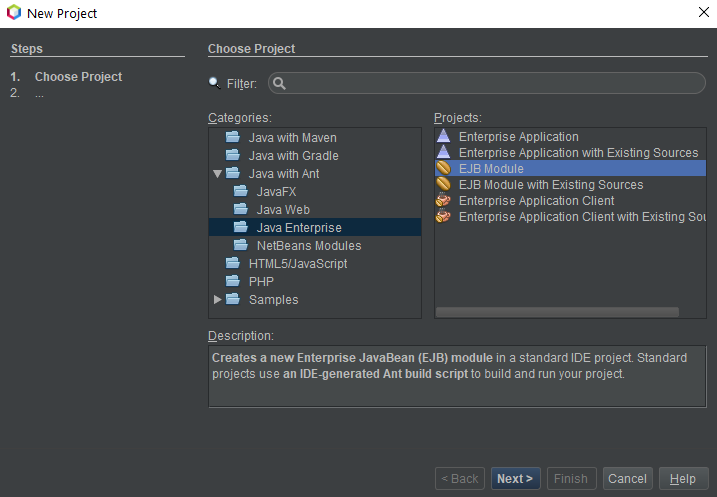 New Project
Steps
1. Choose Project
2. ...
Choose Project
Filter:
Categories:
Java with Maven
Java with Gradle
Java with Ant
JavaFX
Java Web
Java Enterprise
NetBeans Modules
HTML5/JavaScript
PHP
Samples
Projects:
Enterprise Application
Enterprise Application with Existing Sources
EJB Module
EJB Module with Existing Sources
Enterprise Application Client
Enterprise Application Client with Existing Sou
Description:
Creates a new Enterprise JavaBean (EJB) module in a standard IDE project. Standard
projects use an IDE-generated Ant build script to build and run your project.
< Back Next > Finish Cancel Help